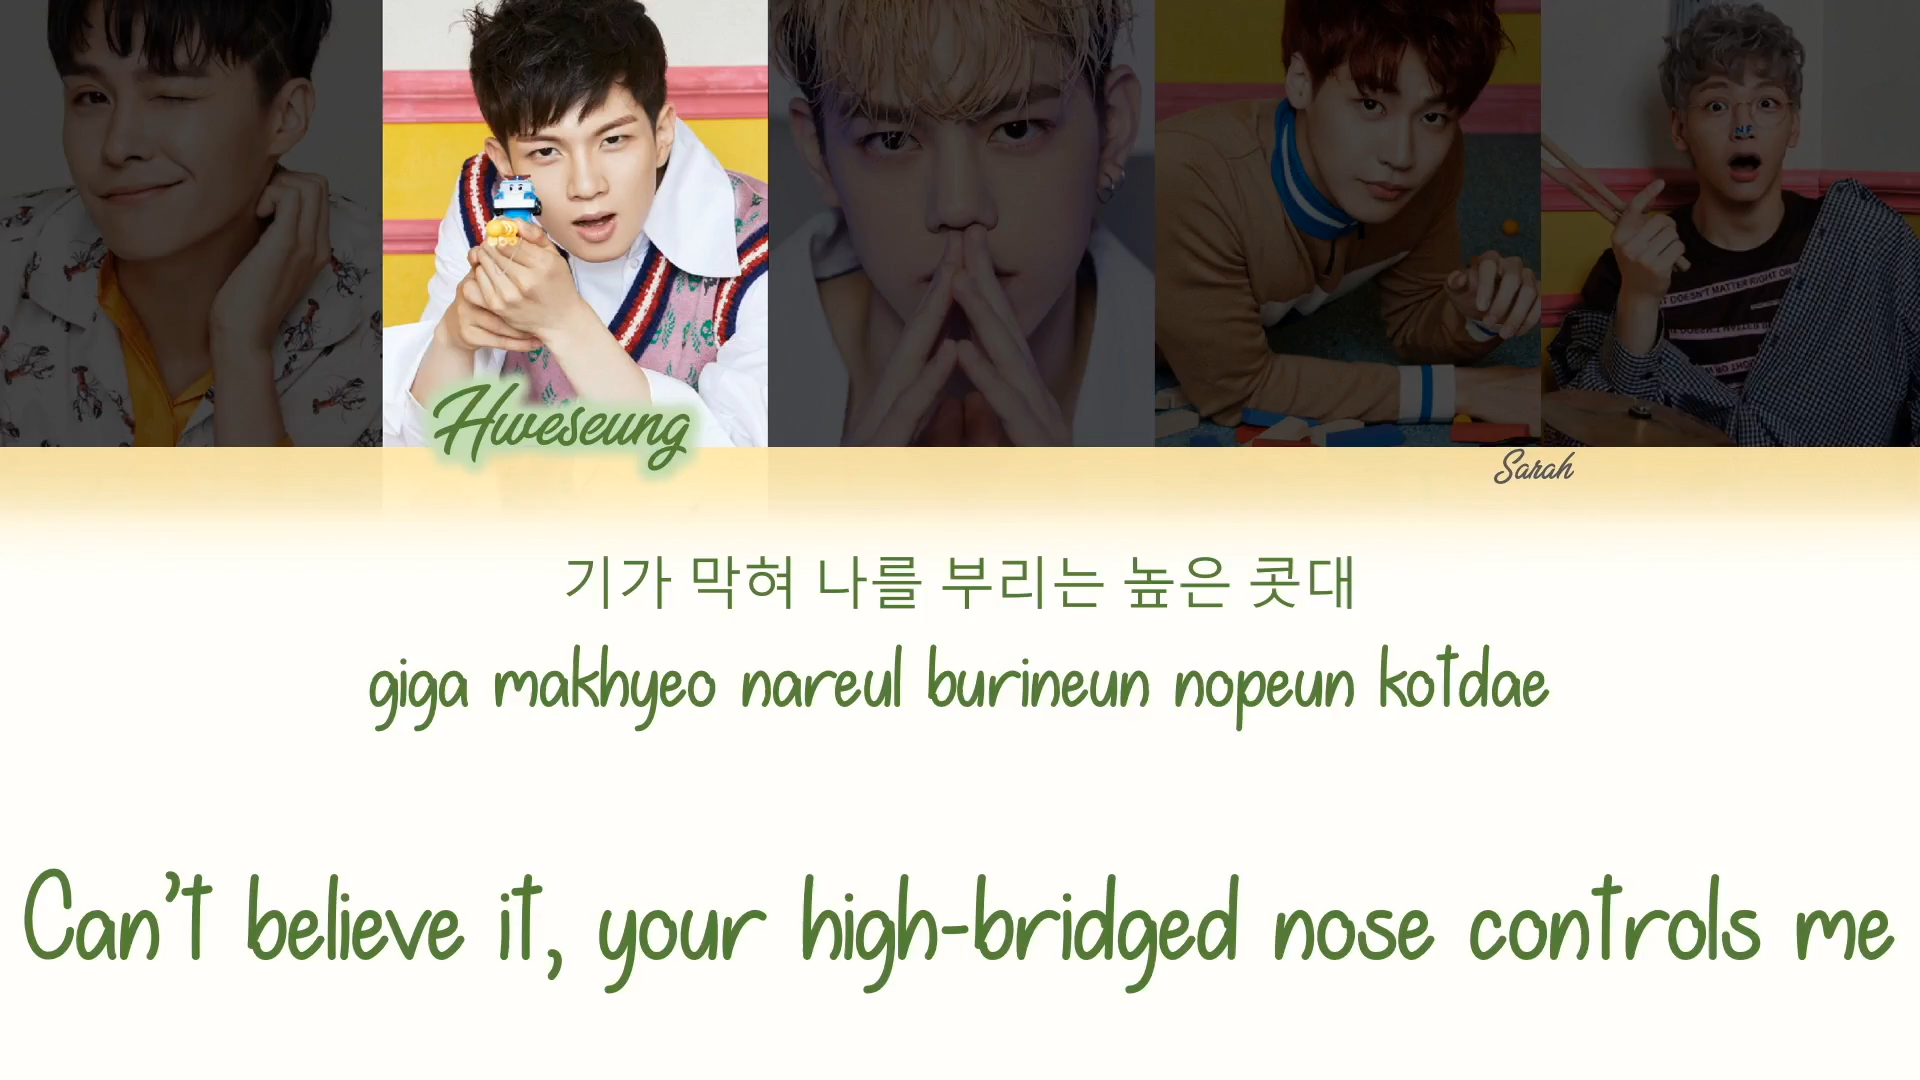 Hweseung
Sarah
기가 막혀 나를 부리는 높은 콧대
giga makhyeo nareul burineun nopeun kotdae
Can't believe it, your high-bridged nose controls me